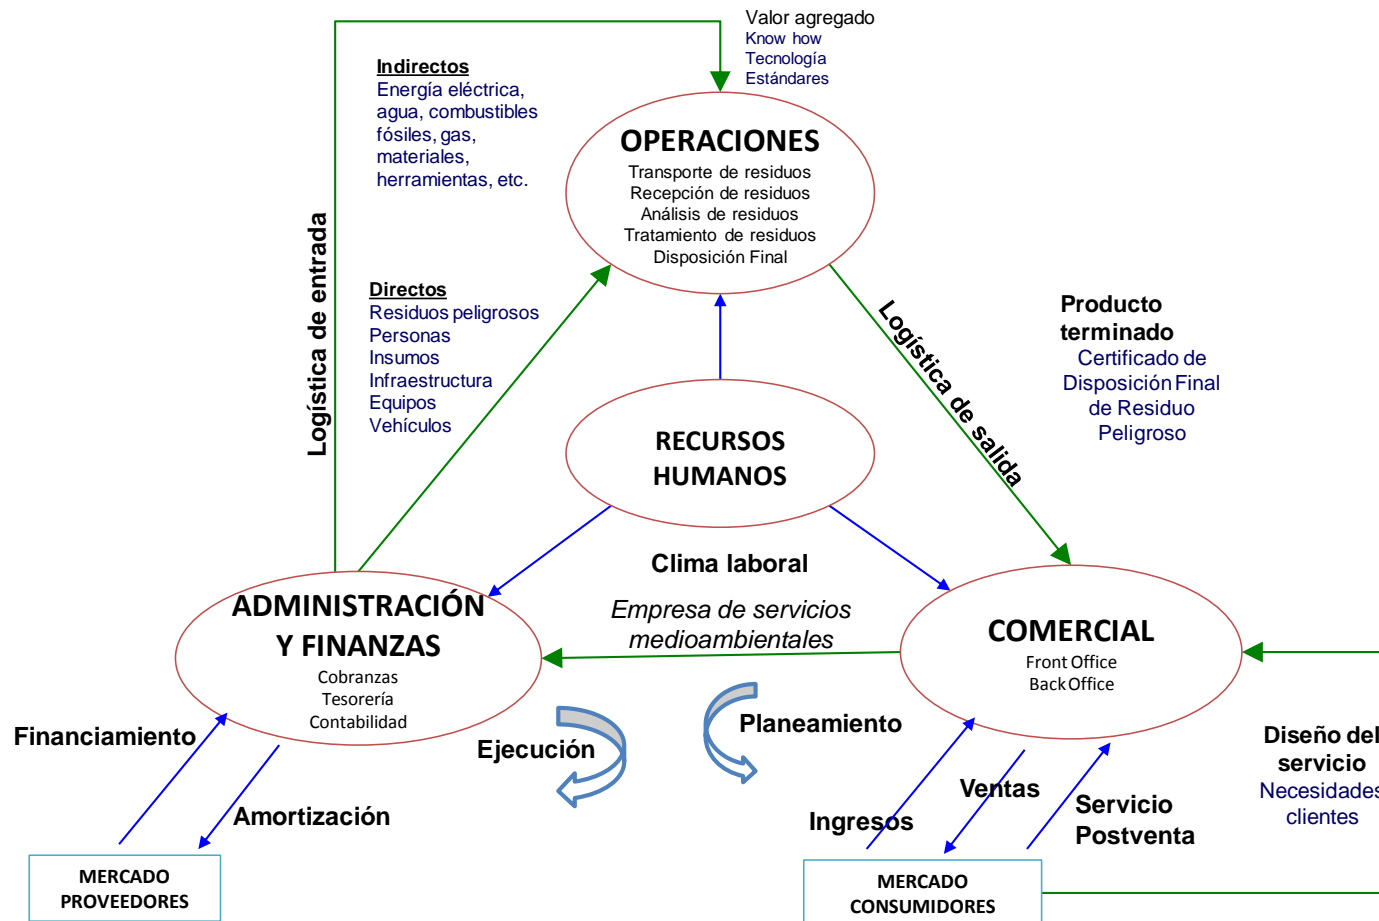 Valor agregado
Know how
Tecnología
Estándares
Indirectos
Energía eléctrica,
agua, combustibles
fósiles, gas,
materiales,
herramientas, etc.
OPERACIONES
Transporte de residuos
Recepción de residuos
Análisis de residuos
Tratamiento de residuos
Disposición Final
Logística de entrada
Directos
Residuos peligrosos
Personas
Insumos
Infraestructura
Equipos
Vehículos
Logística de salida
Producto
terminado
Certificado de
Disposición Final
de Residuo
Peligroso
RECURSOS
HUMANOS
Clima laboral
Empresa de servicios
medioambientales
ADMINISTRACIÓN
Y FINANZAS
Cobranzas
Tesorería
Contabilidad
COMERCIAL
Front Office
Back Office
Financiamiento
Ejecución
Planeamiento
Diseño del
servicio
Necesidades
clientes
Amortización
Ingresos
Ventas
Servicio
Postventa
MERCADO
PROVEEDORES
MERCADO
CONSUMIDORES